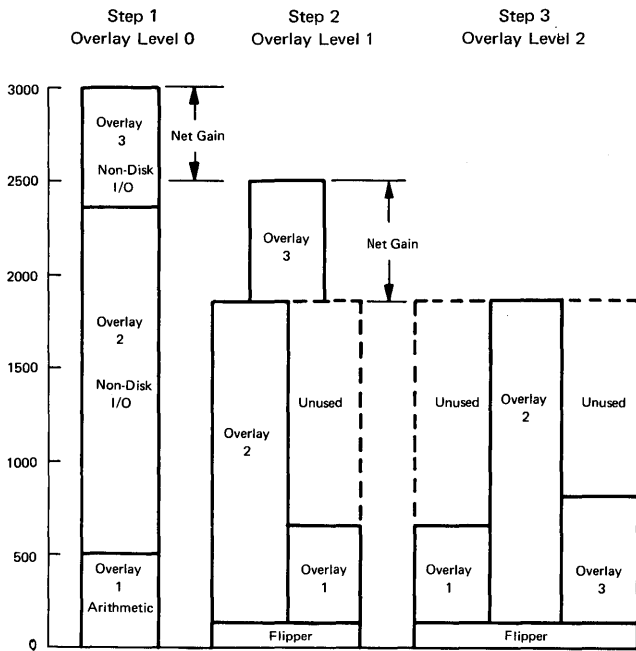 Step 1
Overlay Level 0
Step 2
Overlay Level 1
Step 3
Overlay Level 2
3000
2500
2000
1500
1000
500
0
Overlay
3
Non-Disk
I/O
Overlay
2
Non-Disk
I/O
Overlay
1
Arithmetic
Net Gain
Overlay
3
Net Gain
Overlay
2
Unused
Overlay
1
Flipper
Unused
Overlay
2
Unused
Overlay
1
Overlay
3
Flipper